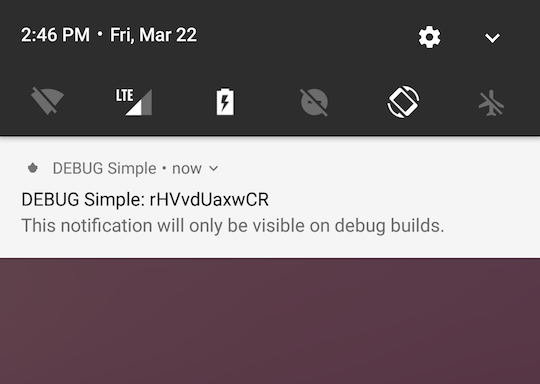 2:46 PM • Fri, Mar 22
LTE
DEBUG Simple • now
DEBUG Simple: rHVvdUaxwCR
This notification will only be visible on debug builds.